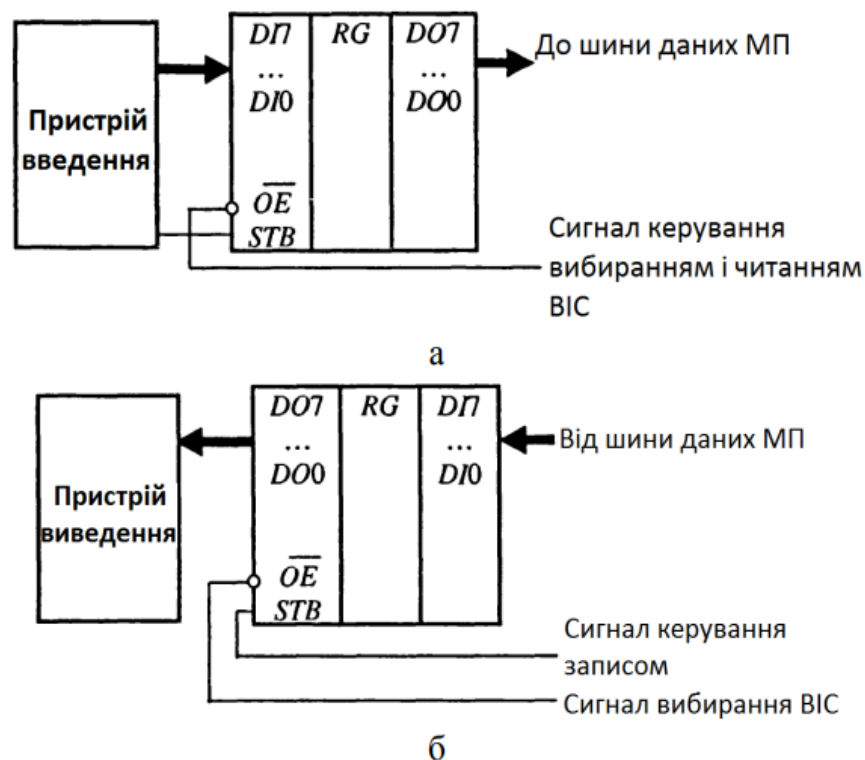 DI7 RG DO7
... ...
DI0 DO0
До шини даних МП
Пристрій
введення
OE
STB
Сигнал керування
вибиранням і читанням
ВІС
а
DO7 RG DI7
... ...
DO0 DI0
Від шини даних МП
Пристрій
виведення
OE
STB
Сигнал керування
записом
Сигнал вибирання ВІС
б